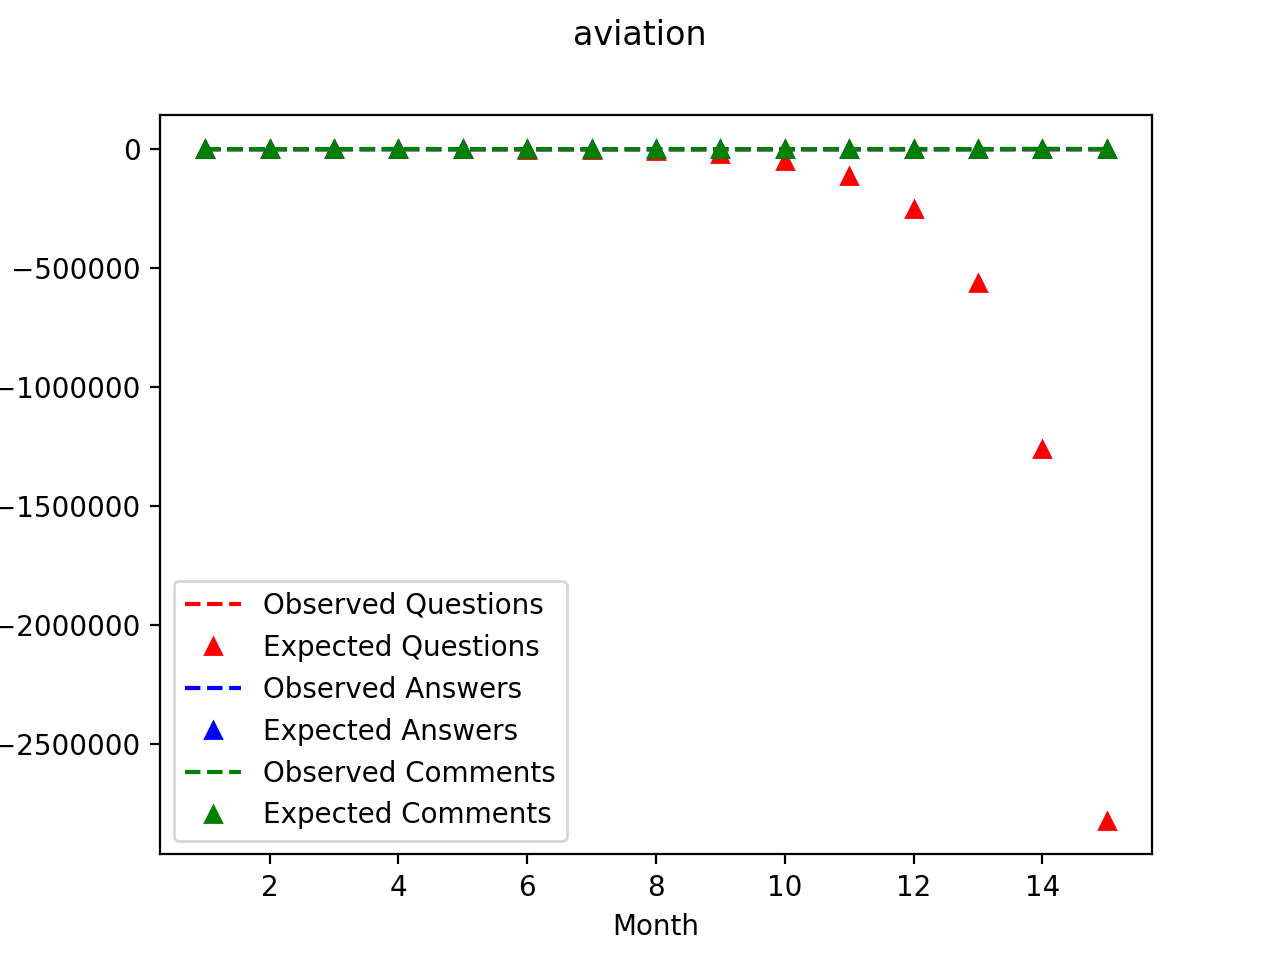 aviation
0
−500000
−1000000
−1500000
−2000000
−2500000
Observed Questions
Expected Questions
Observed Answers
Expected Answers
Observed Comments
Expected Comments
2 4 6 8 10 12 14
Month